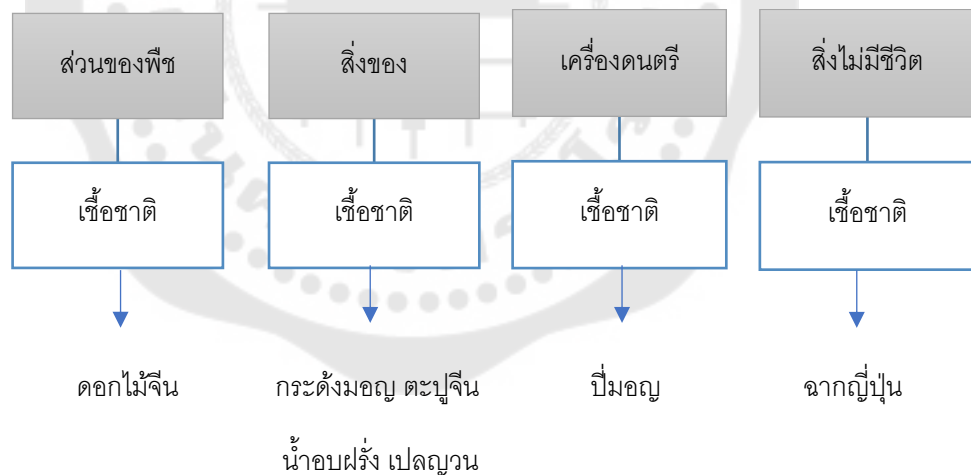 ส่วนของพืช
สิ่งของ
เครื่องดนตรี
สิ่งไม่มีชีวิต
เชื้อชาติ
เชื้อชาติ
เชื้อชาติ
เชื้อชาติ
ดอกไม้จีน
กระด้งมอญ ตะปูจีน
ปี่มอญ
ฉากญี่ปุ่น
น้ำอบฝรั่ง เปลญวน